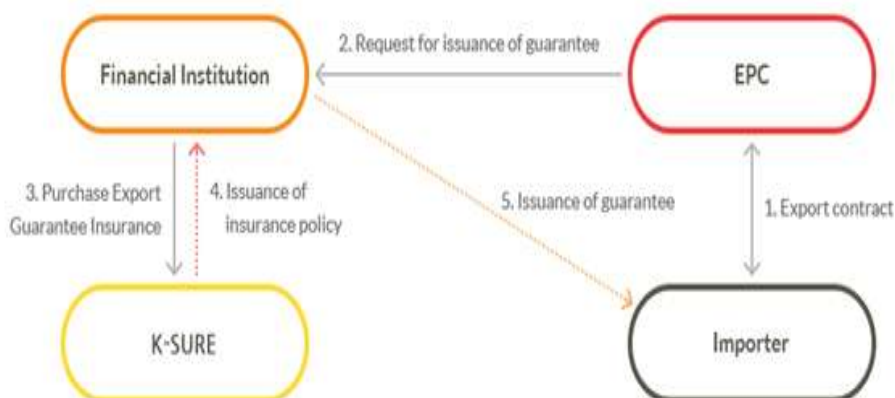 2. Request for issuance of guarantee
Financial Institution
EPC
3. Purchase Export
Guarantee Insurance
4. Issuance of
insurance policy
5. Issuance of guarantee
1. Export contract
K-SURE
Importer